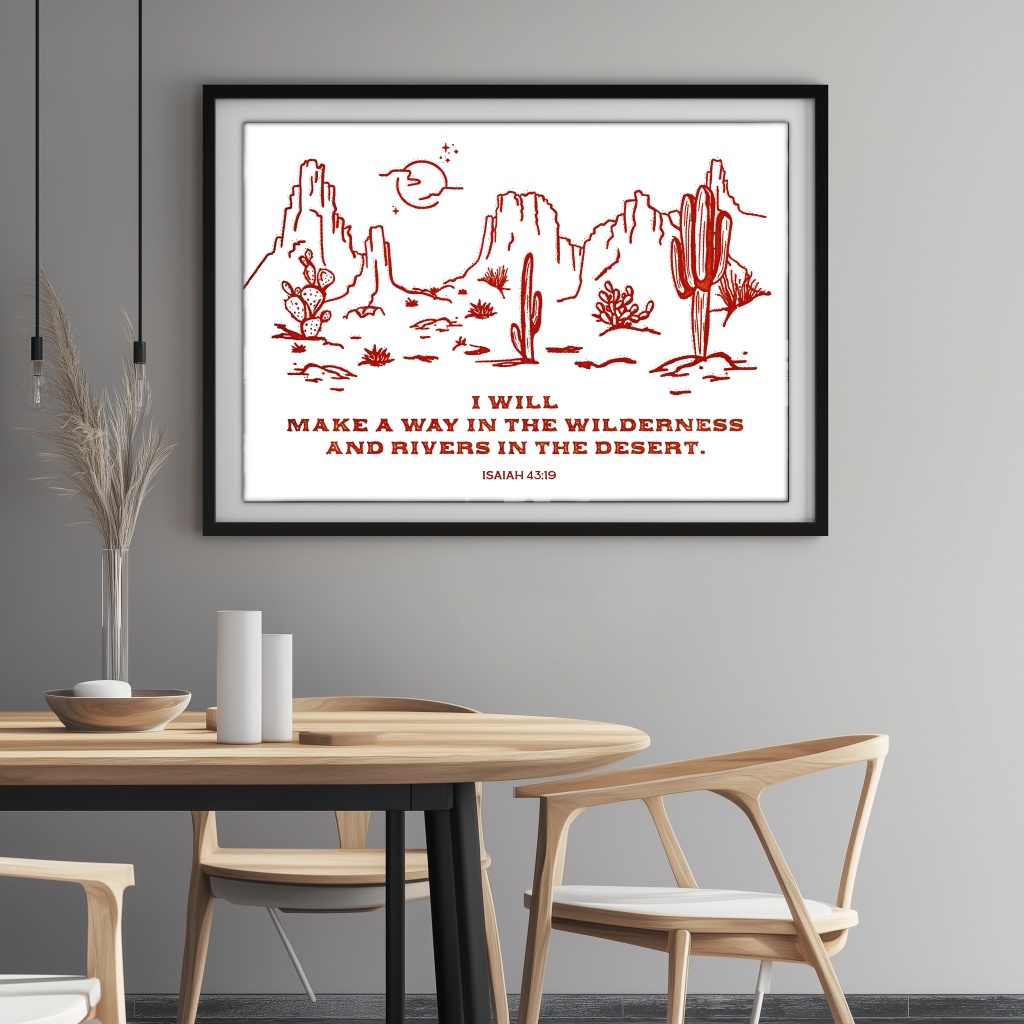 I WILL
MAKE A WAY IN THE WILDERNESS
AND RIVERS IN THE DESERT.
ISAIAH 43:19